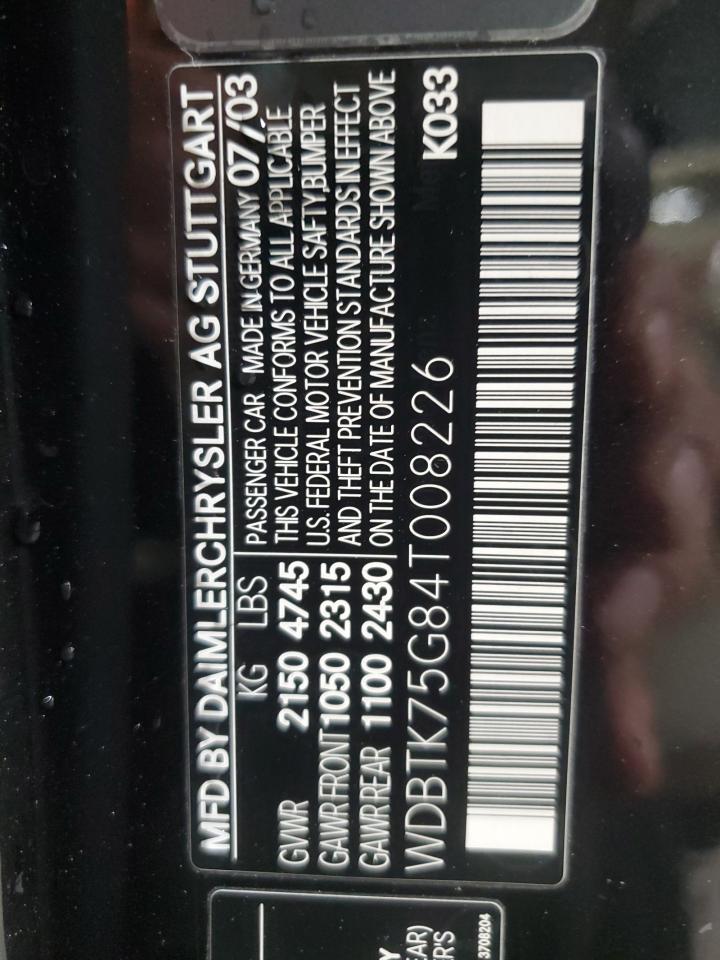 MFD BY DAIMLERCHRYSLER AG STUTTGART
KG LBS
GVWR 2150 4745
GAWR FRONT 1050 2315
GAWR REAR 1100 2430
PASSENGER CAR MADE IN GERMANY 07/03
THIS VEHICLE CONFORMS TO ALL APPLICABLE
U.S. FEDERAL MOTOR VEHICLE SAFTY, BUMPER
AND THEFT PREVENTION STANDARDS IN EFFECT
ON THE DATE OF MANUFACTURE SHOWN ABOVE
WDBTK75G84T008226 K033
3708204